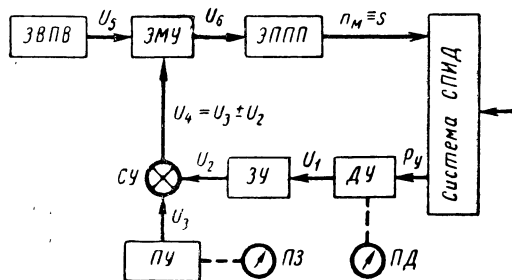 ЗВПВ
U5
ЭМУ
U6
ЭППП
nм ≡ S
Система СПИД
U4 = U3 ± U2
СУ
U2
ЗУ
U1
ДУ
Pу
U3
ПУ
ПЗ
ПД